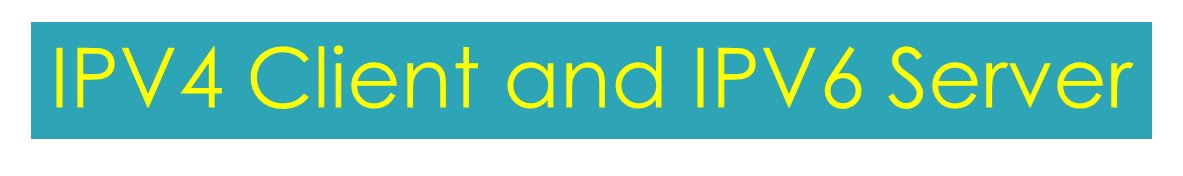 IPV4 Client and IPV6 Server